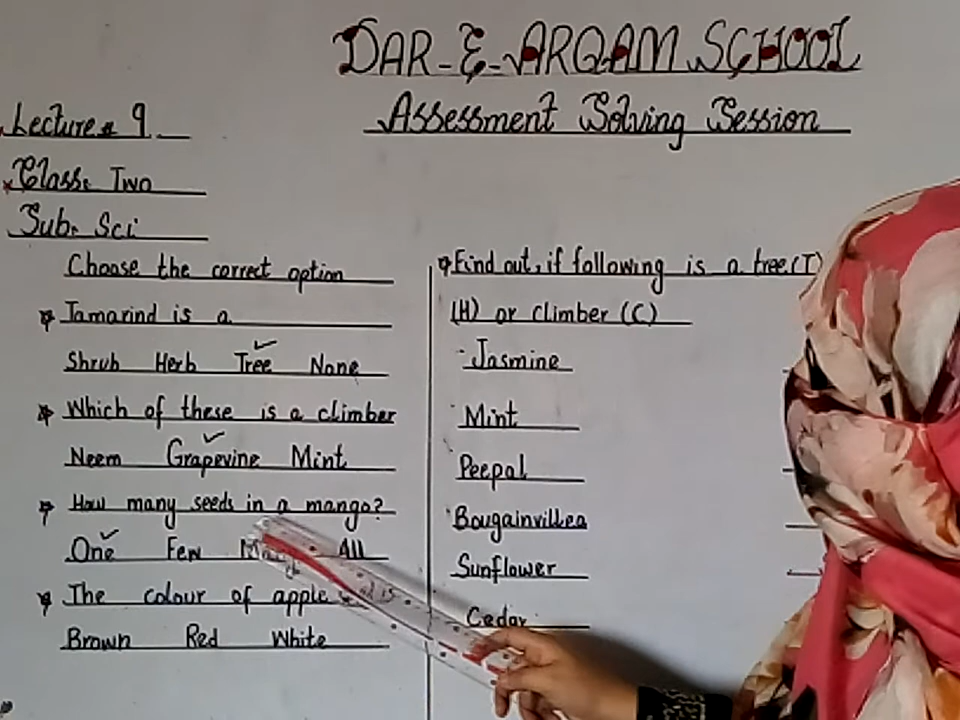 DAR-E-ARQAM SCHOOL
Assessment Solving Session
Lecture # 9
Class: Two
Sub: Sci
Choose the correct option
Tamarind is a
Shrub Herb Tree ✓ None
Which of these is a climber
Neem Grapevine ✓ Mint
How many seeds in a mango?
One ✓ Few All
The colour of apple
Brown Red White
Find out, if following is a tree (T)
(H) or climber (C)
Jasmine
Mint
Peepal
Bougainvillea
Sunflower
Cedar